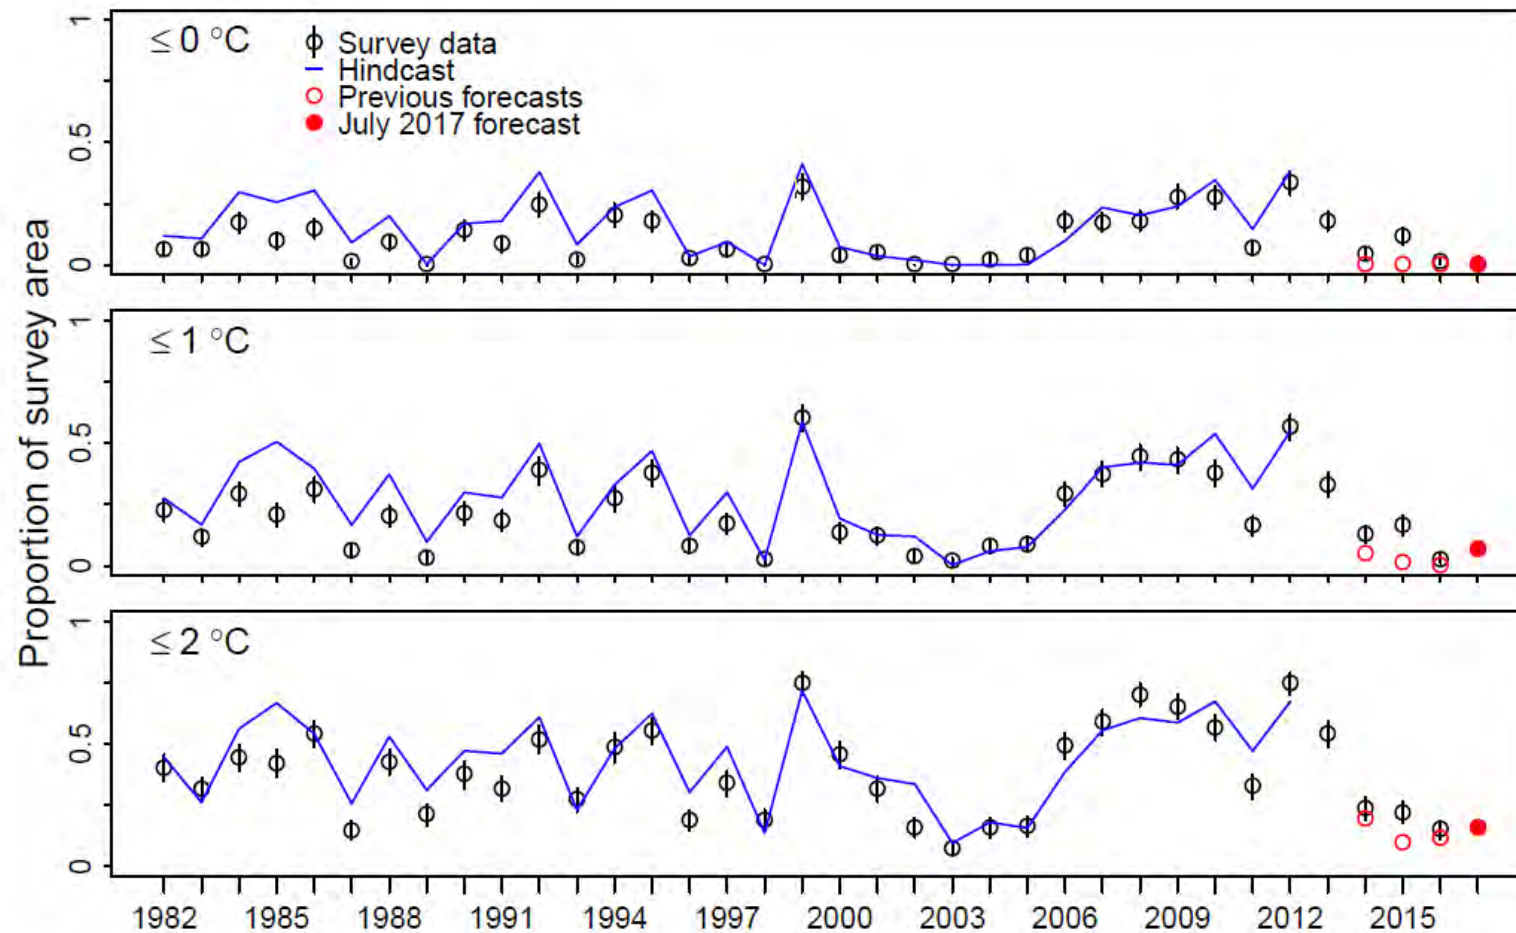 Proportion of survey area
≤ 0 °C
Survey data
Hindcast
Previous forecasts
July 2017 forecast
1
0.5
0
≤ 1 °C
1
0.5
0
≤ 2 °C
1
0.5
0
1982 1985 1988 1991 1994 1997 2000 2003 2006 2009 2012 2015